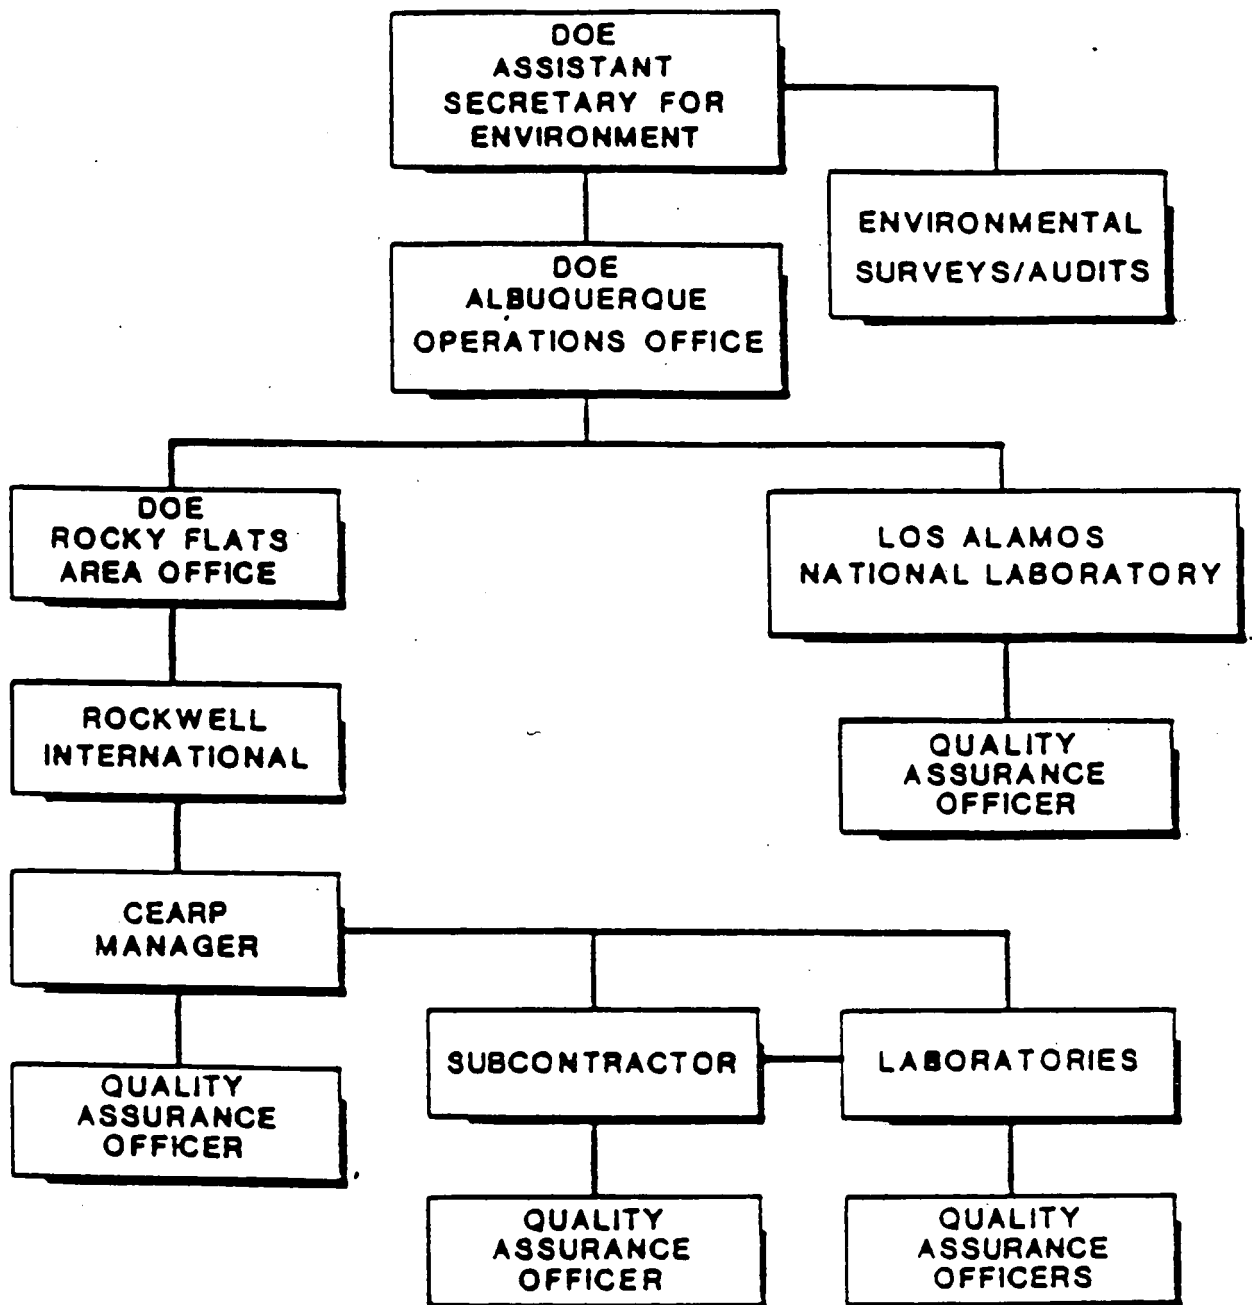 DOE
ASSISTANT
SECRETARY FOR
ENVIRONMENT
ENVIRONMENTAL
SURVEYS/AUDITS
DOE
ALBUQUERQUE
OPERATIONS OFFICE
DOE
ROCKY FLATS
AREA OFFICE
LOS ALAMOS
NATIONAL LABORATORY
ROCKWELL
INTERNATIONAL
QUALITY
ASSURANCE
OFFICER
CEARP
MANAGER
SUBCONTRACTOR
LABORATORIES
QUALITY
ASSURANCE
OFFICER
QUALITY
ASSURANCE
OFFICER
QUALITY
ASSURANCE
OFFICERS